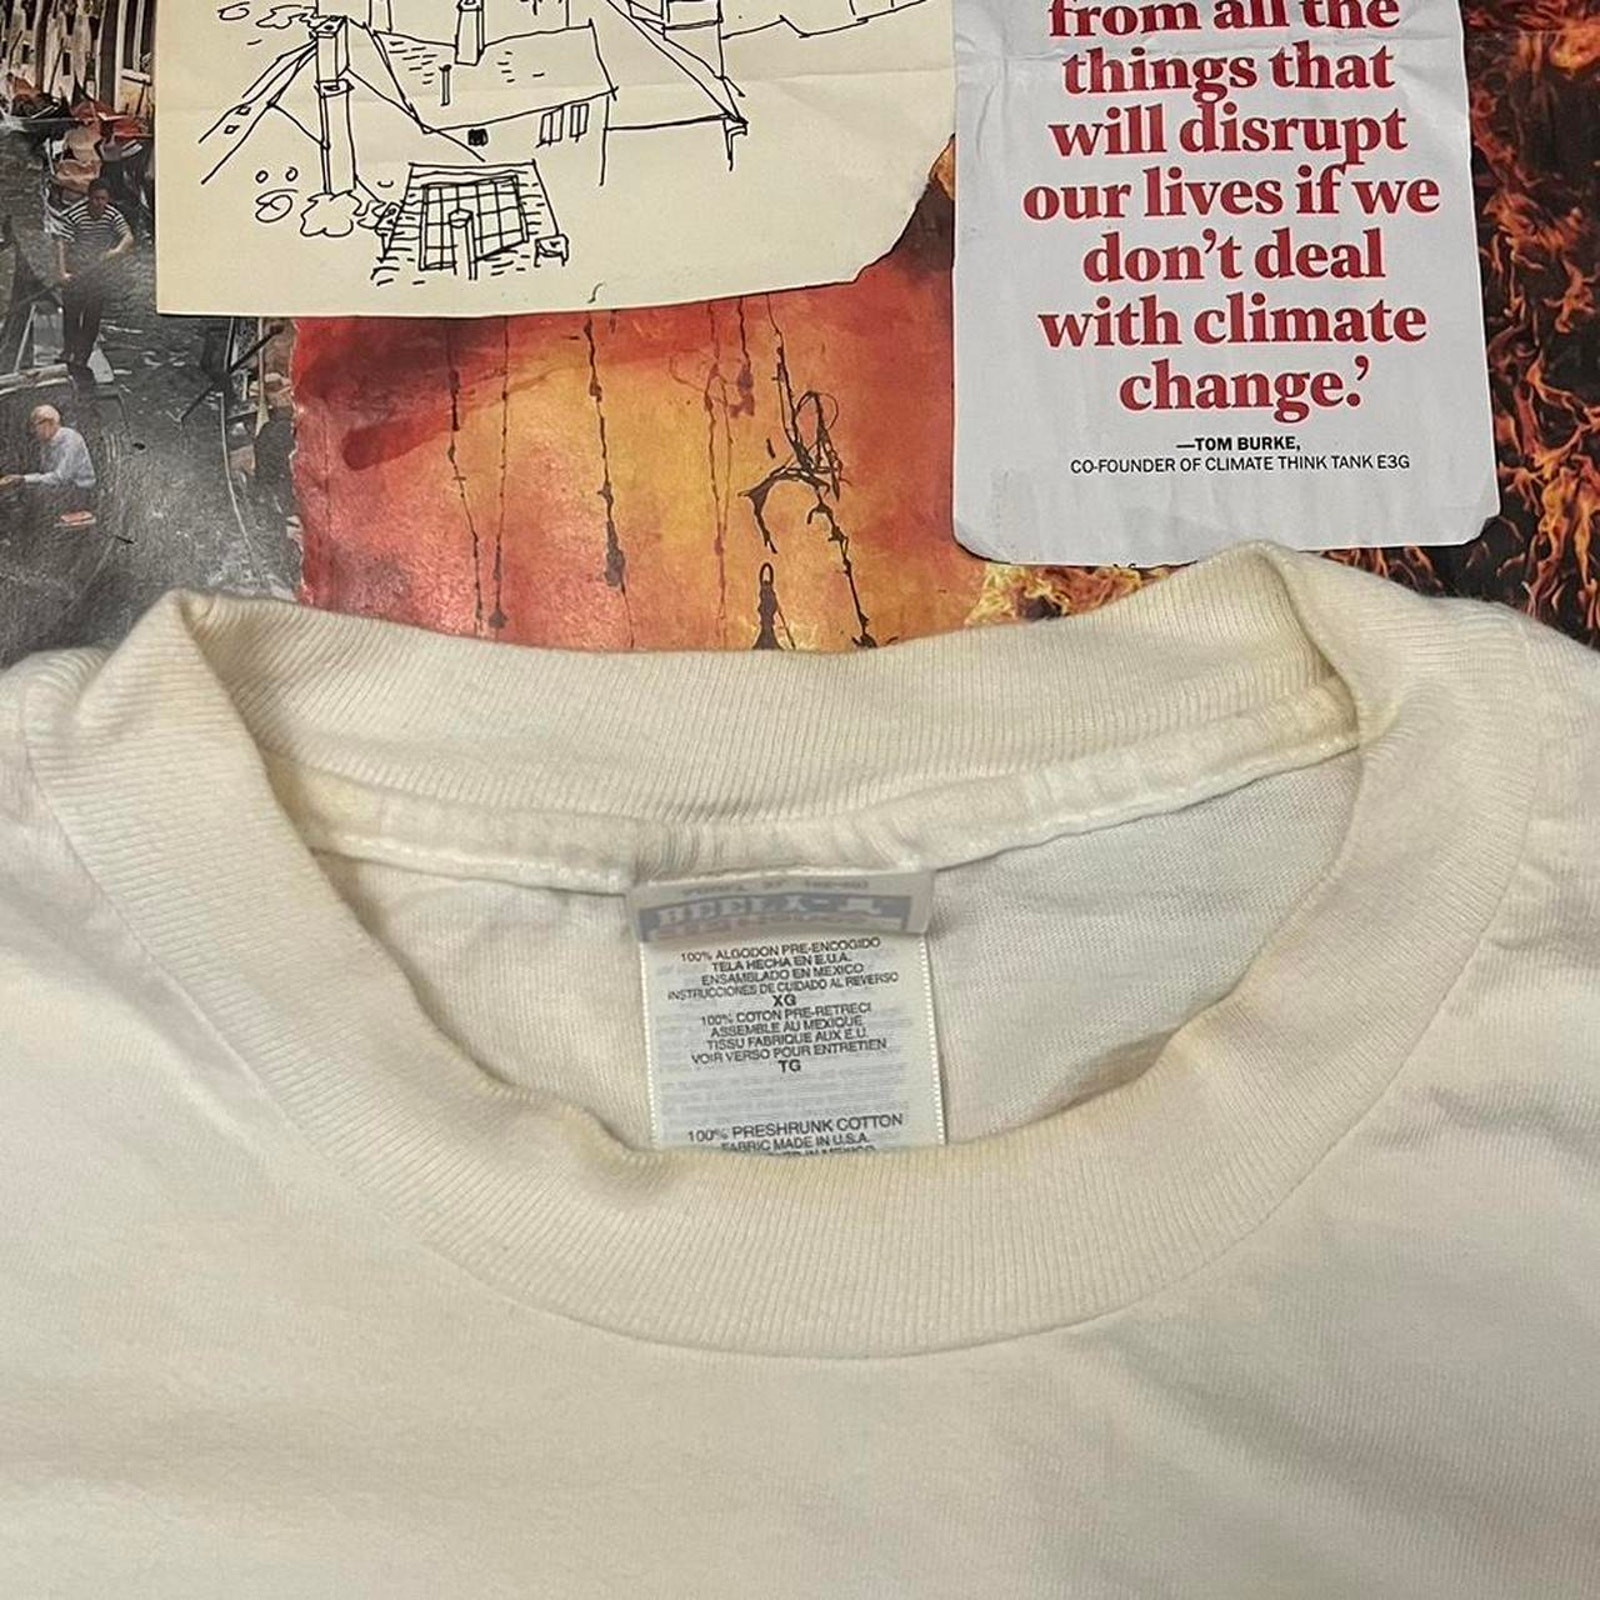 from all the
things that
will disrupt
our lives if we
don't deal
with climate
change.'
—TOM BURKE,
CO-FOUNDER OF CLIMATE THINK TANK E3G
BEEFY-T
100% ALGODON PRE-ENCOGIDO
TELA HECHA EN E.U.A.
ENSAMBLADO EN MEXICO
INSTRUCCIONES DE CUIDADO AL REVERSO
XG
100% COTON PRE-RETRECI
ASSEMBLE AU MEXIQUE
TISSU FABRIQUE AUX E.U.
VOIR VERSO POUR ENTRETIEN
TG
100% PRESHRUNK COTTON
FABRIC MADE IN U.S.A.
IN MEXICO